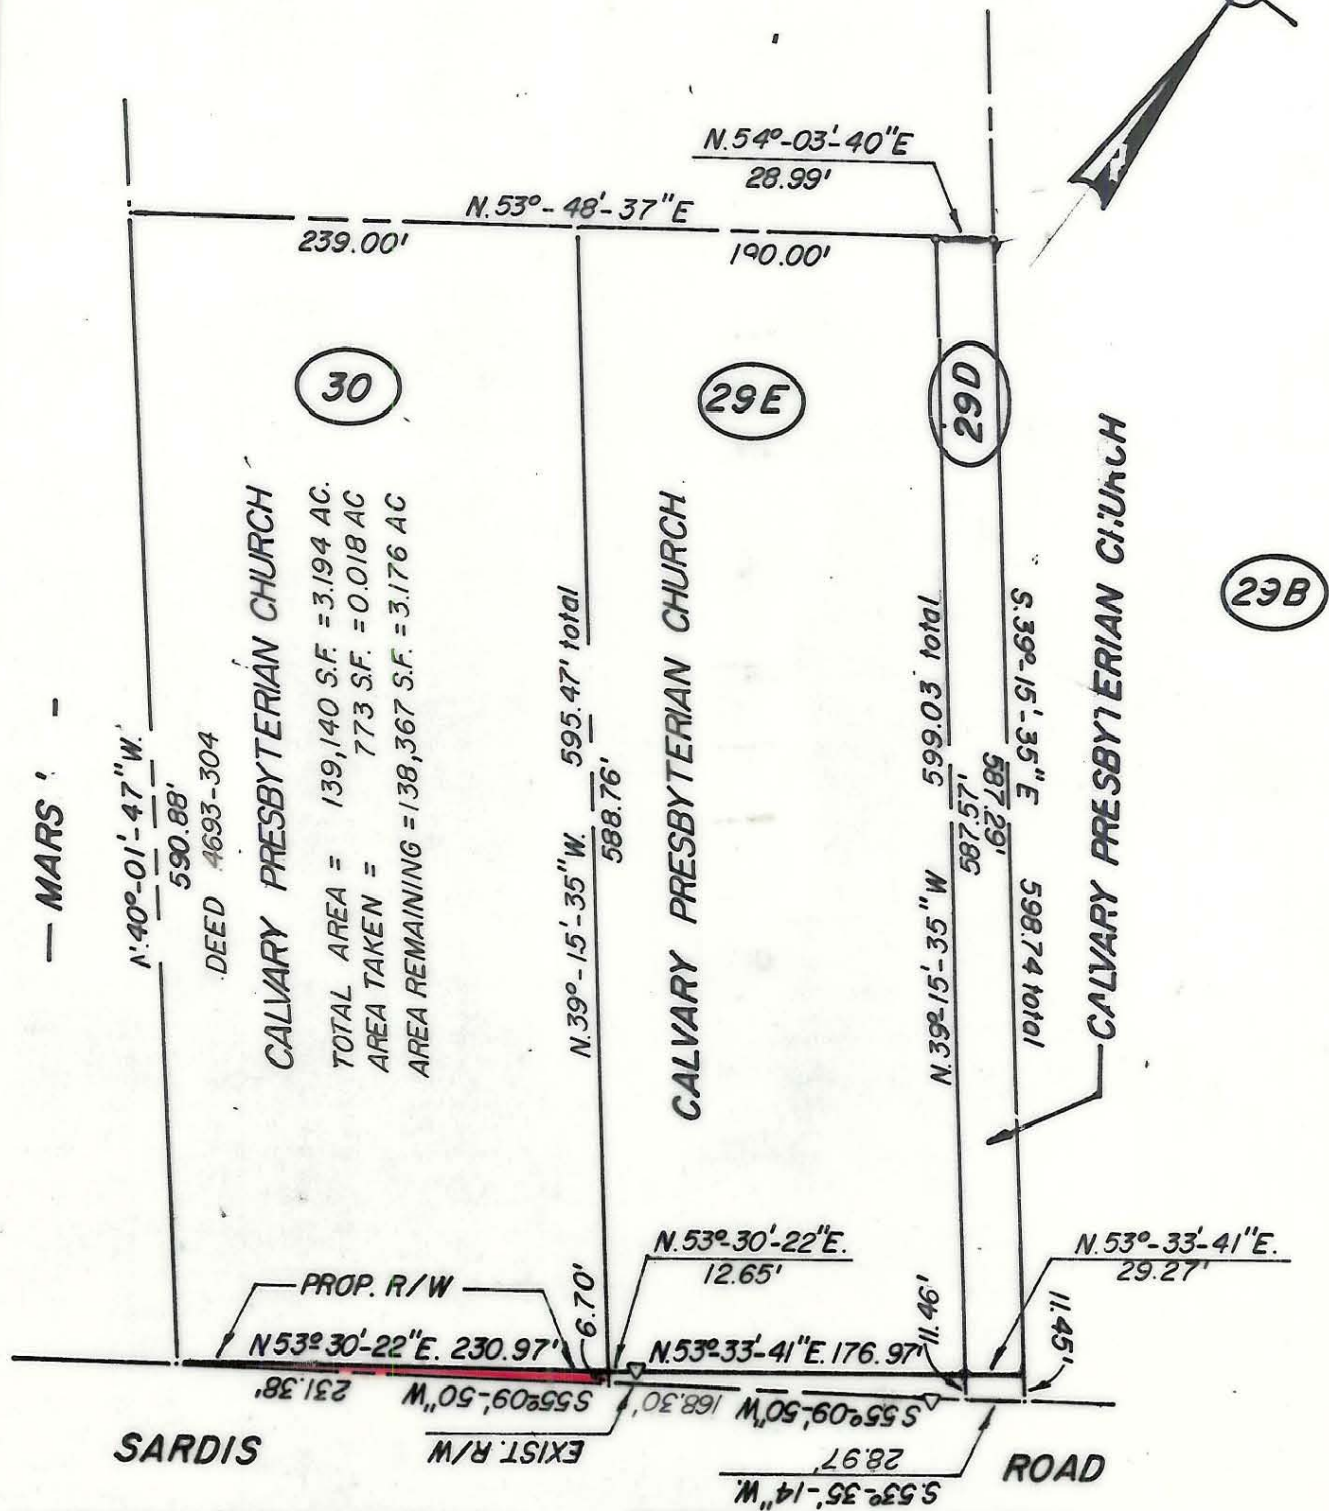 N.54°-03'-40"E
28.99'
N.53°-48'-37"E
239.00'
190.00'
30
29E
29D
29B
— MARS
N.40°-01'-47"W.
590.88'
DEED 4693-304
CALVARY PRESBYTERIAN CHURCH
TOTAL AREA = 139,140 S.F. = 3.194 AC.
AREA TAKEN = 773 S.F. = 0.018 AC
AREA REMAINING = 138,367 S.F. = 3.176 AC
N.39°-15'-35"W. 595.47' total
588.76'
CALVARY PRESBYTERIAN CHURCH
N.39°-15'-35"W 599.03 total
587.57'
S.39°-15'-35"E 598.74 total
587.29'
CALVARY PRESBYTERIAN CHURCH
N.53°-30'-22"E.
12.65'
N.53°-33'-41"E.
29.27'
PROP. R/W
6.70'
11.46'
11.45'
N53°30'-22"E. 230.97'
N.53°-33'-41"E. 176.97'
S55°09'-50"W 231.38'
S.55°-09'-50"W 168.30'
EXIST. R/W
S.53°-35'-14"W.
28.97'
SARDIS ROAD